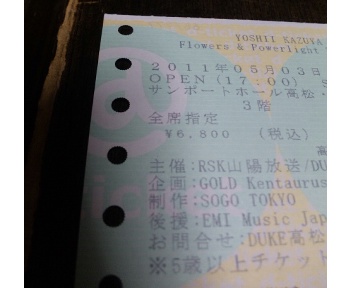 YOSHII KAZUYA
Flowers & Powerlight
2011年05月03日
OPEN(17:00) S
サンポートホール高松・
3階
全席指定
¥6,800 (税込)
高
主催:RSK山陽放送/DU
企画:GOLD Kentaurus
制作:SOGO TOKYO
後援:EMI Music Jap
お問合せ:DUKE高松
※5歳以上チケット